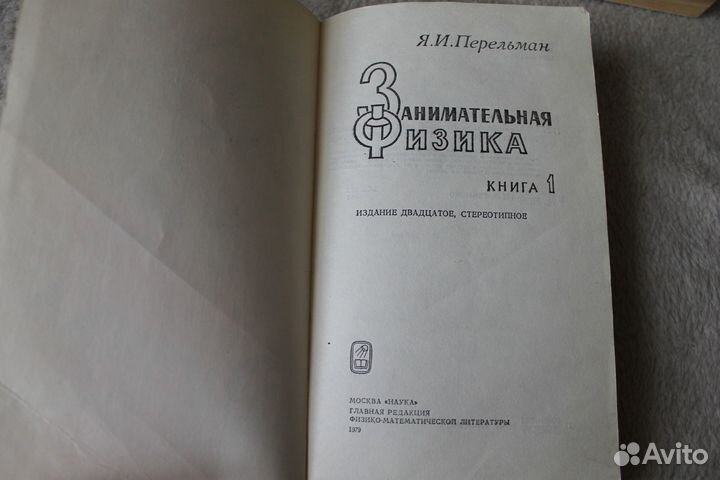 Я.И.Перельман
ЗАНИМАТЕЛЬНАЯ
ФИЗИКА
КНИГА 1
ИЗДАНИЕ ДВАДЦАТОЕ, СТЕРЕОТИПНОЕ
МОСКВА «НАУКА»
ГЛАВНАЯ РЕДАКЦИЯ
ФИЗИКО-МАТЕМАТИЧЕСКОЙ ЛИТЕРАТУРЫ
1979
Avito